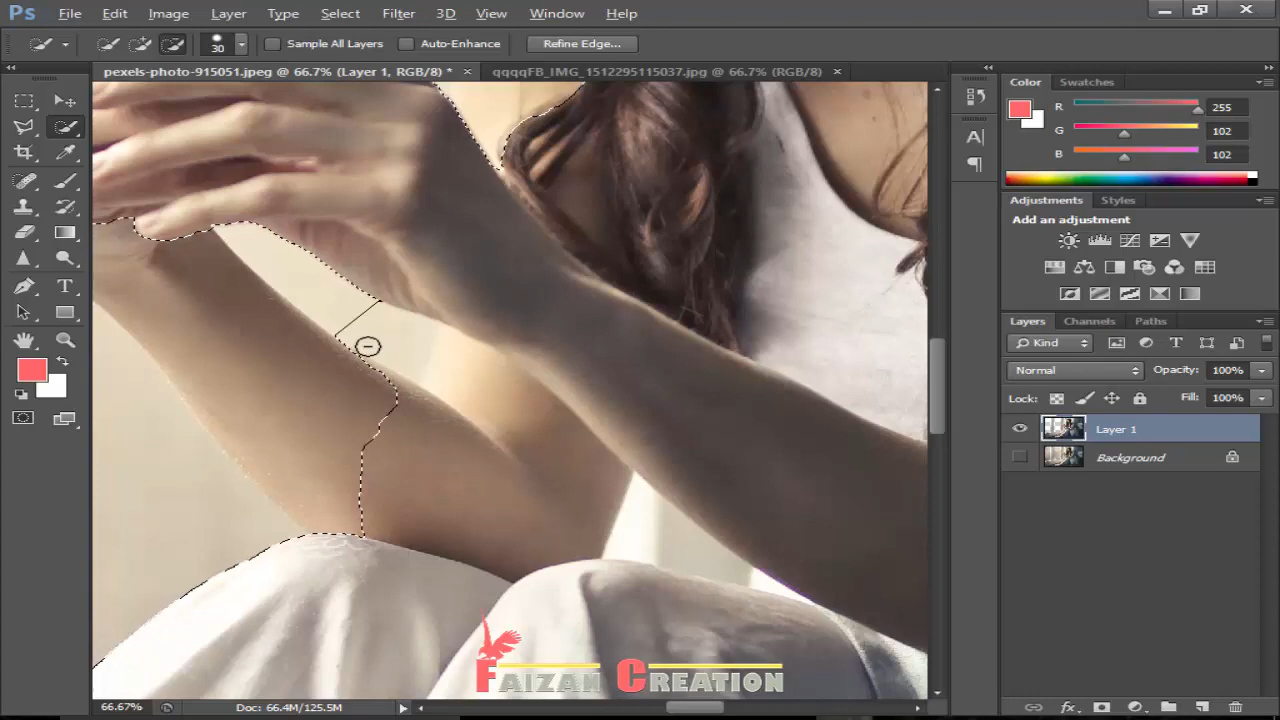 Ps File Edit Image Layer Type Select Filter 3D View Window Help
30 Sample All Layers Auto-Enhance Refine Edge...
pexels-photo-915051.jpeg @ 66.7% (Layer 1, RGB/8) * × qqqqFB_IMG_1512295115037.jpg @ 66.7% (RGB/8) ×
Color Swatches
R 255
G 102
B 102
Adjustments Styles
Add an adjustment
Layers Channels Paths
Kind
Normal Opacity: 100%
Lock: Fill: 100%
Layer 1
Background
FAIZAN CREATION
66.67% Doc: 66.4M/125.5M